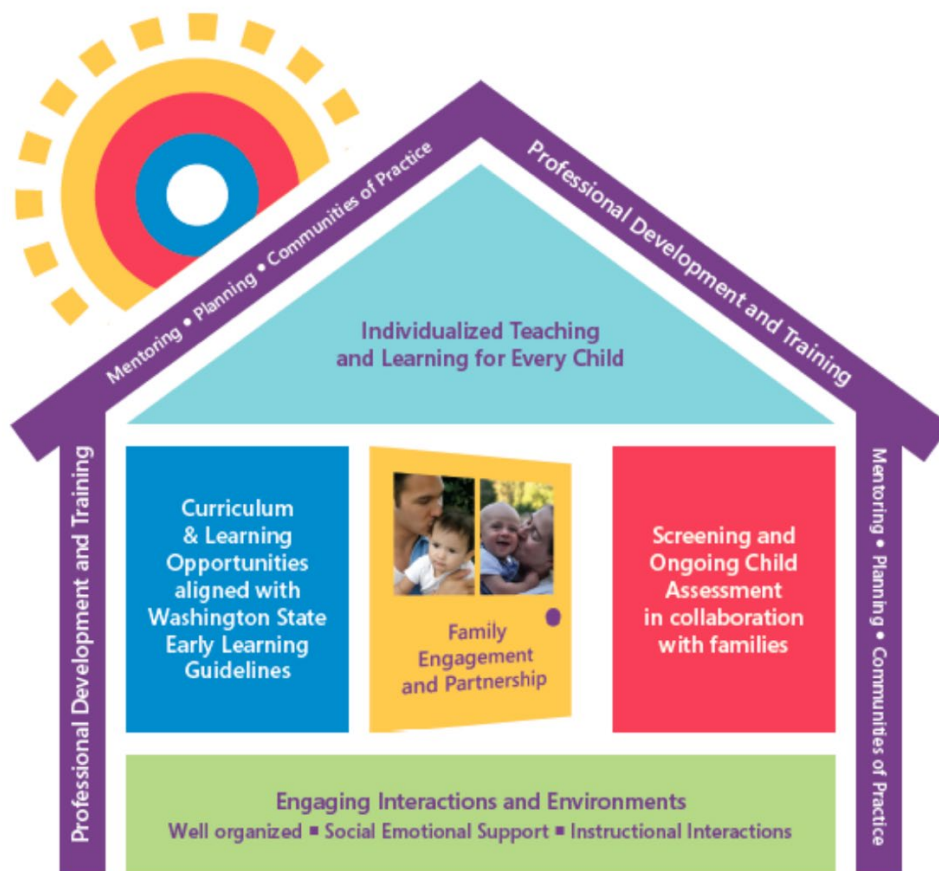 Mentoring • Planning • Communities of Practice
Professional Development and Training
Individualized Teaching
and Learning for Every Child
Professional Development and Training
Curriculum
& Learning
Opportunities
aligned with
Washington State
Early Learning
Guidelines
Family
Engagement
and Partnership
Screening and
Ongoing Child
Assessment
in collaboration
with families
Mentoring • Planning • Communities of Practice
Engaging Interactions and Environments
Well organized ■ Social Emotional Support ■ Instructional Interactions